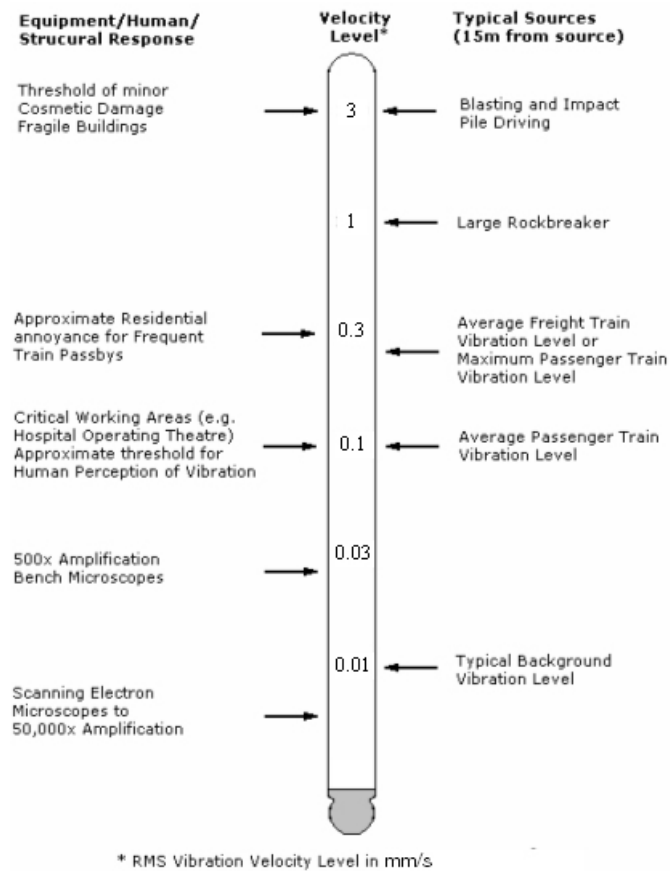 Equipment/Human/
Strucural Response
Velocity
Level*
Typical Sources
(15m from source)
Threshold of minor
Cosmetic Damage
Fragile Buildings
3
Blasting and Impact
Pile Driving
1
Large Rockbreaker
Approximate Residential
annoyance for Frequent
Train Passbys
0.3
Average Freight Train
Vibration Level or
Maximum Passenger Train
Vibration Level
Critical Working Areas (e.g.
Hospital Operating Theatre)
Approximate threshold for
Human Perception of Vibration
0.1
Average Passenger Train
Vibration Level
500x Amplification
Bench Microscopes
0.03
0.01
Typical Background
Vibration Level
Scanning Electron
Microscopes to
50,000x Amplification
* RMS Vibration Velocity Level in mm/s